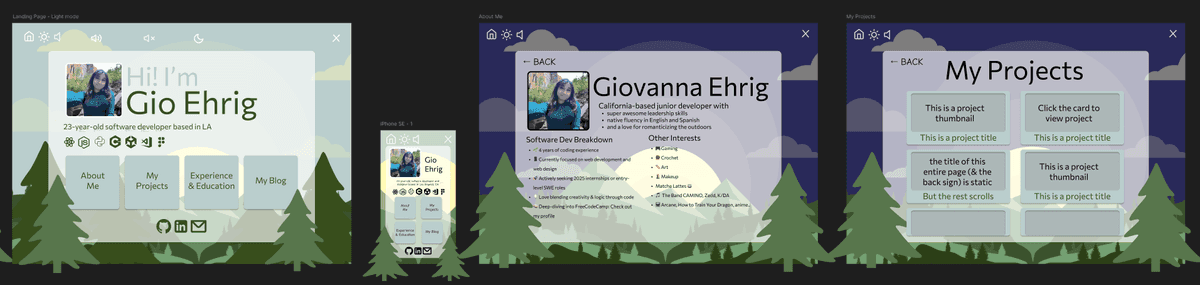 Landing Page - Light mode
Hi! I'm
Gio Ehrig
23-year-old software developer based in LA
About
Me
My
Projects
Experience
& Education
My Blog
iPhone SE - 1
Gio
Ehrig
About
Me
My
Projects
Experience
& Education
My Blog
About Me
← BACK
Giovanna Ehrig
California-based junior developer with
super awesome leadership skills
native fluency in English and Spanish
and a love for romanticizing the outdoors
Software Dev Breakdown
4 years of coding experience
Currently focused on web development and
web design
Actively seeking 2025 internships or entry-
level SWE roles
Love blending creativity & logic through code
Deep-diving into FreeCodeCamp. Check out
my profile
Other Interests
Gaming
Crochet
Art
Makeup
Matcha Lattes
The Band CAMINO, Zeid, K/DA
Arcane, How to Train Your Dragon, anime...
My Projects
← BACK
My Projects
This is a project
thumbnail
This is a project title
Click the card to
view project
This is a project title
the title of this
entire page (& the
back sign) is static
But the rest scrolls
This is a project
thumbnail
This is a project title